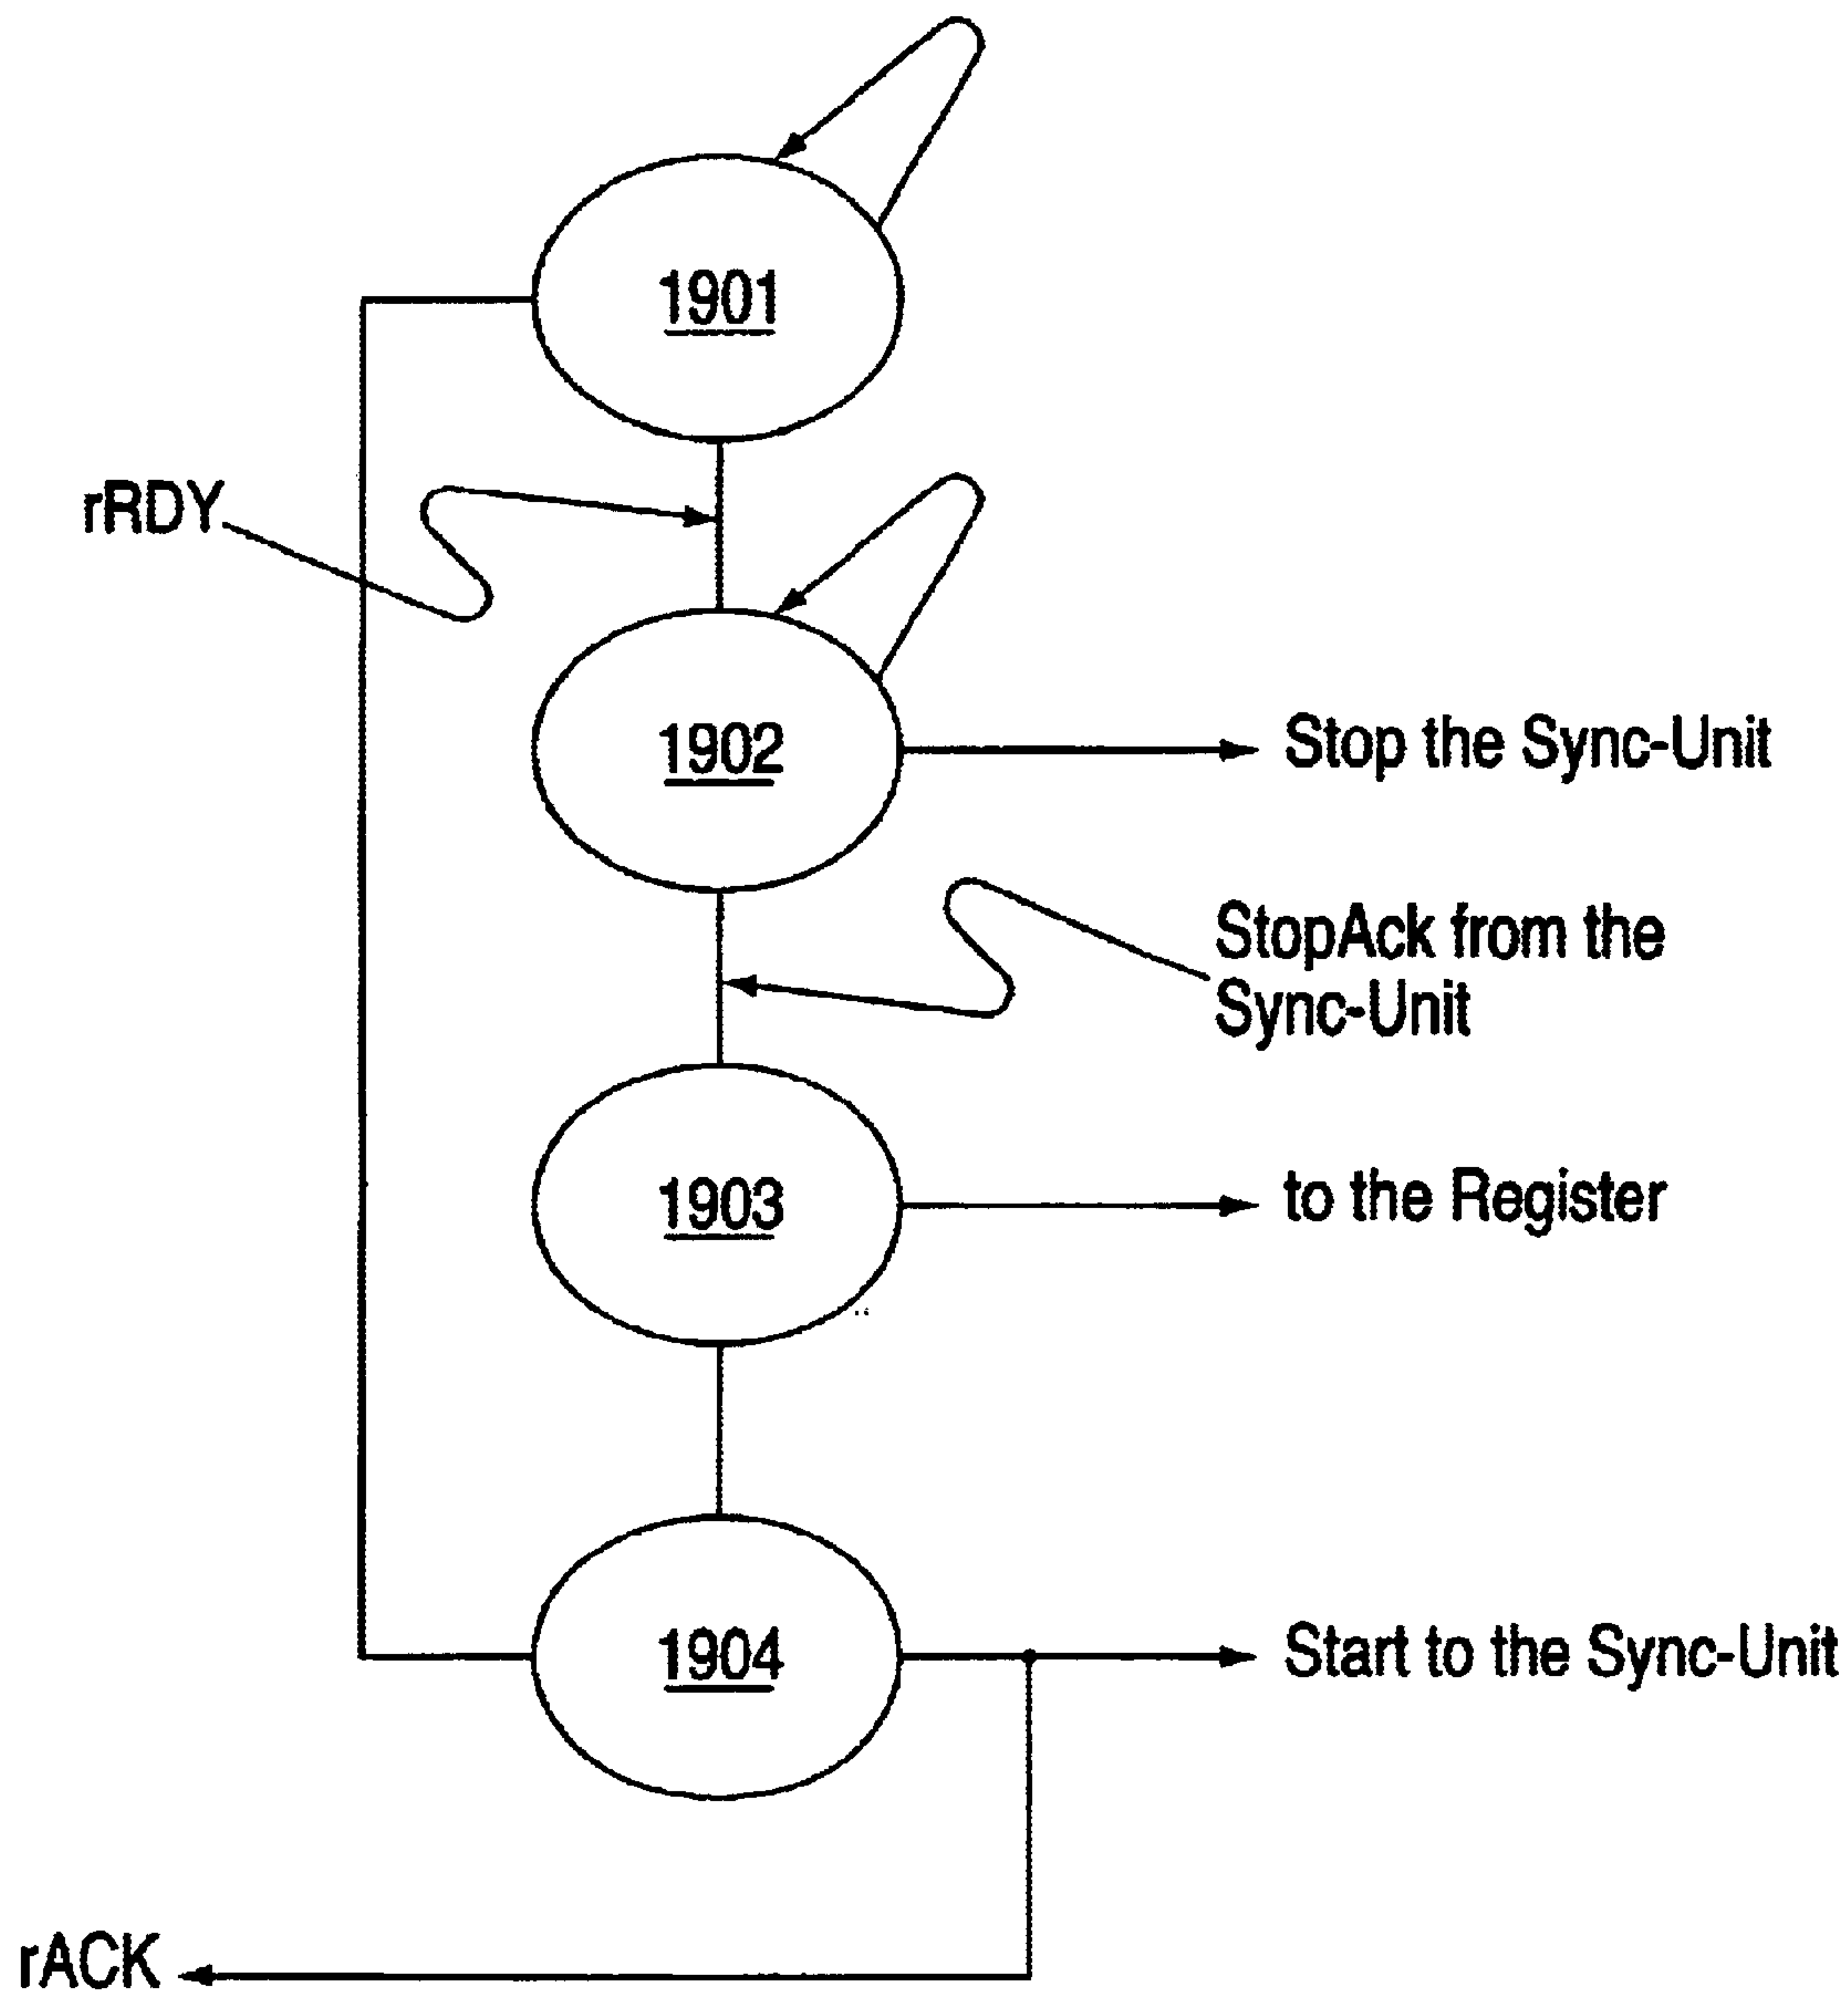 1901
rRDY
1902
Stop the Sync-Unit
StopAck from the
Sync-Unit
1903
to the Register
1904
Start to the Sync-Unit
rACK